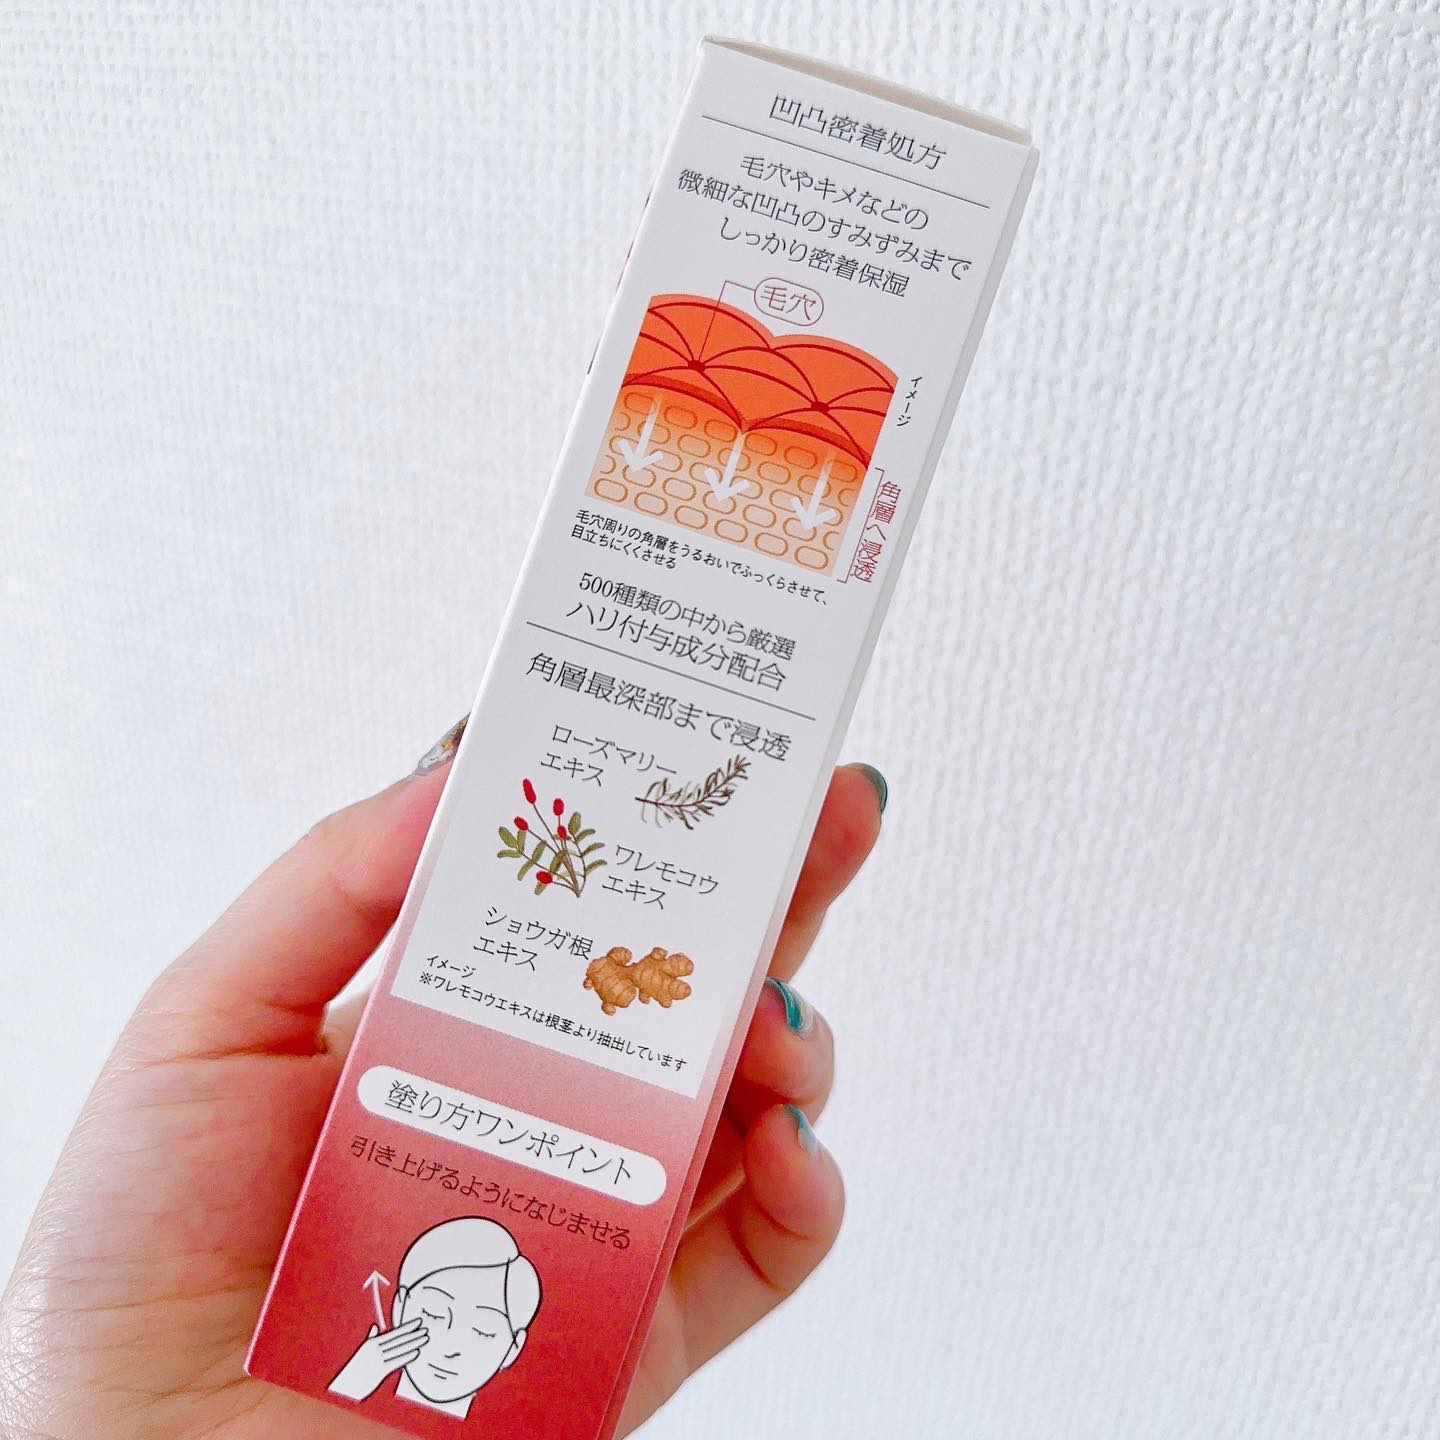 凹凸密着処方
毛穴やキメなどの
微細な凹凸のすみずみまで
しっかり密着保湿
毛穴
イメージ
角層へ浸透
毛穴周りの角層をうるおいでふっくらさせて、
目立ちにくくさせる
500種類の中から厳選
ハリ付与成分配合
角層最深部まで浸透
ローズマリー
エキス
ワレモコウ
エキス
ショウガ根
エキス
イメージ
※ワレモコウエキスは根茎より抽出しています
塗り方ワンポイント
引き上げるようになじませる